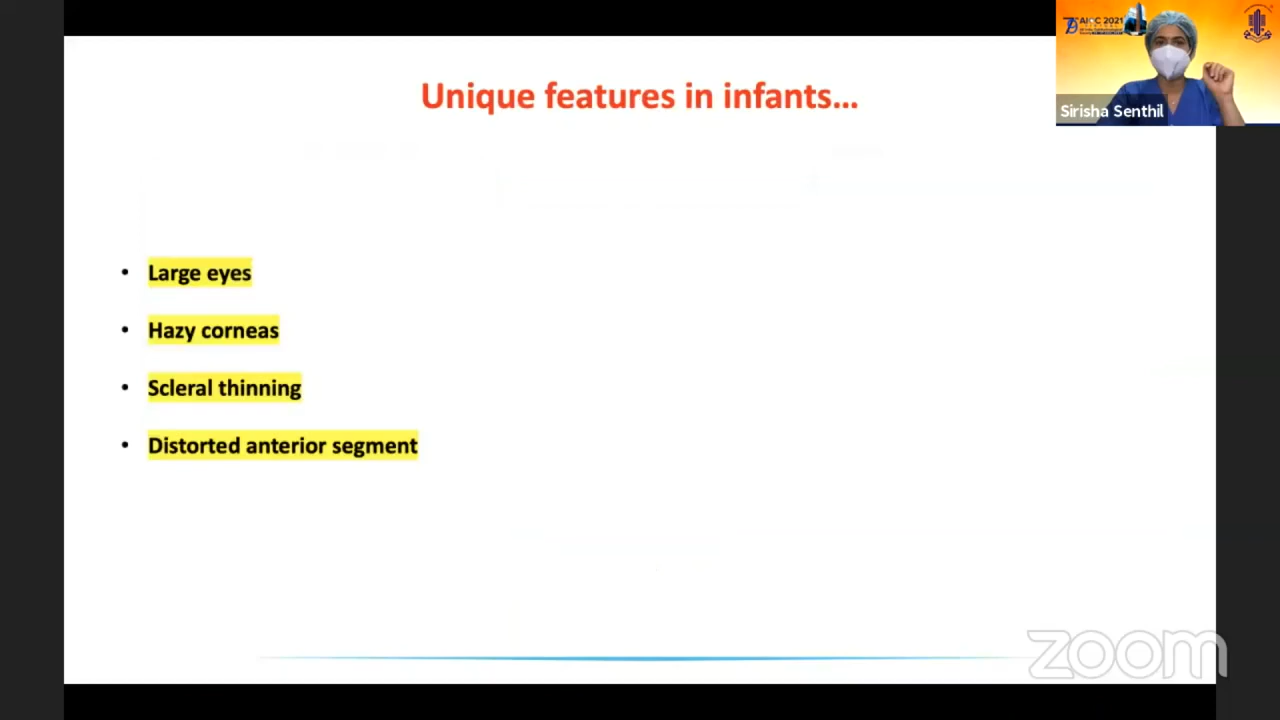 Unique features in infants...
AIOC 2021
Sirisha Senthil
• Large eyes
• Hazy corneas
• Scleral thinning
• Distorted anterior segment
zoom